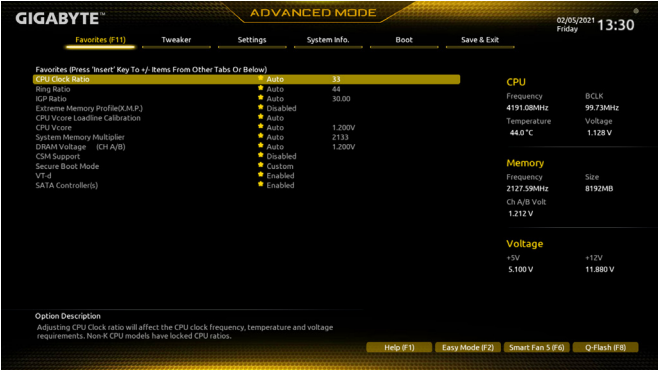 GIGABYTE™
ADVANCED MODE
02/05/2021
Friday
13:30
Favorites (F11) Tweaker Settings System Info. Boot Save & Exit
Favorites (Press 'Insert' Key To +/- Items From Other Tabs Or Below)
CPU Clock Ratio Auto 33
Ring Ratio Auto 44
IGP Ratio Auto 30.00
Extreme Memory Profile(X.M.P.) Disabled
CPU Vcore Loadline Calibration Auto
CPU Vcore Auto 1.200V
System Memory Multiplier Auto 2133
DRAM Voltage (CH A/B) Auto 1.200V
CSM Support Disabled
Secure Boot Mode Custom
VT-d Enabled
SATA Controller(s) Enabled
CPU
Frequency BCLK
4191.08MHz 99.73MHz
Temperature Voltage
44.0 °C 1.128 V
Memory
Frequency Size
2127.59MHz 8192MB
Ch A/B Volt
1.212 V
Voltage
+5V +12V
5.100 V 11.880 V
Option Description
Adjusting CPU Clock ratio will affect the CPU clock frequency, temperature and voltage
requirements. Non-K CPU models have locked CPU ratios.
Help (F1) Easy Mode (F2) Smart Fan 5 (F6) Q-Flash (F8)